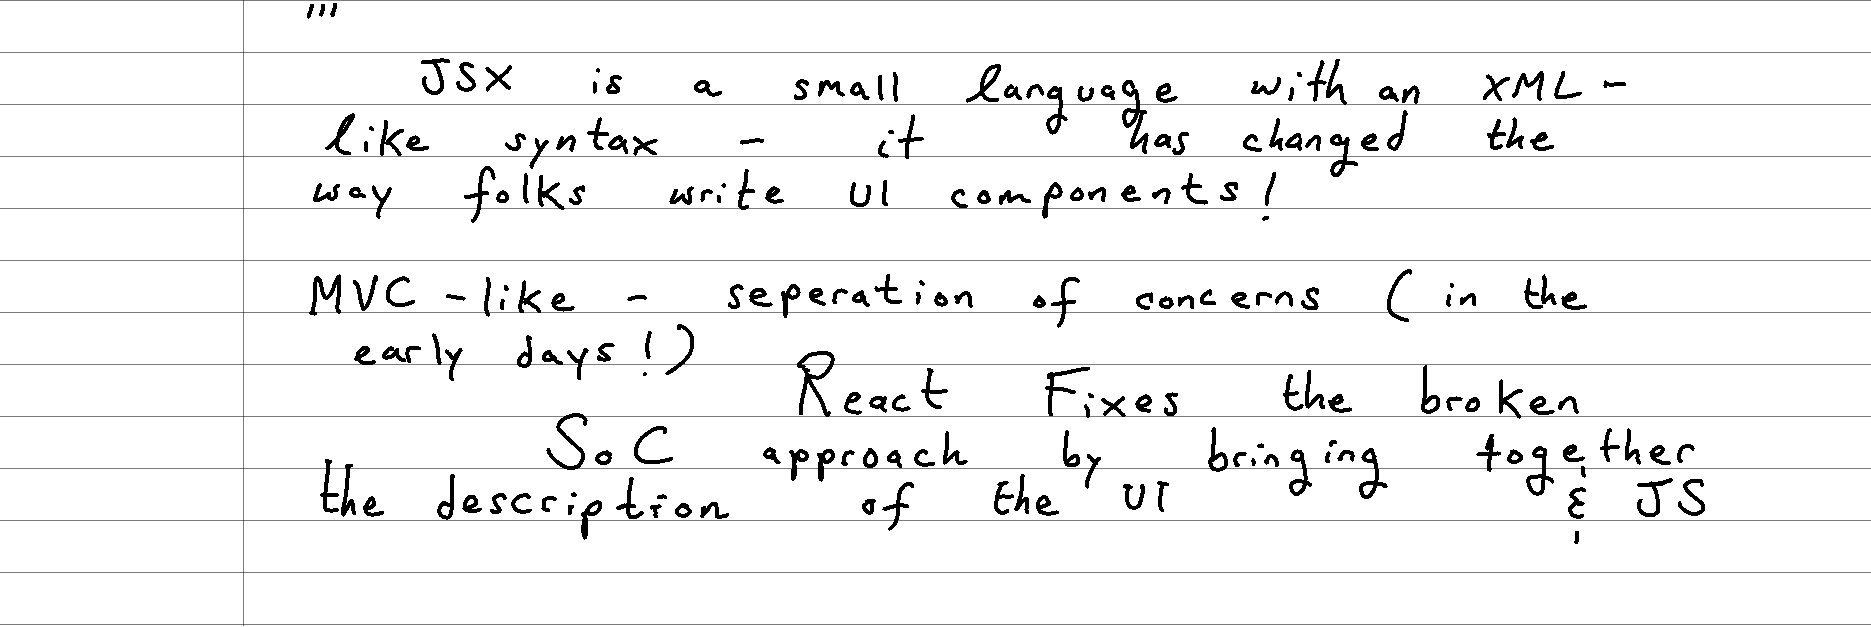 '''
JSX is a small language with an XML-
like syntax - it has changed the
way folks write UI components!
MVC-like - seperation of concerns (in the
early days!)
React Fixes the broken
SoC approach by bringing together
the description of the UI & JS